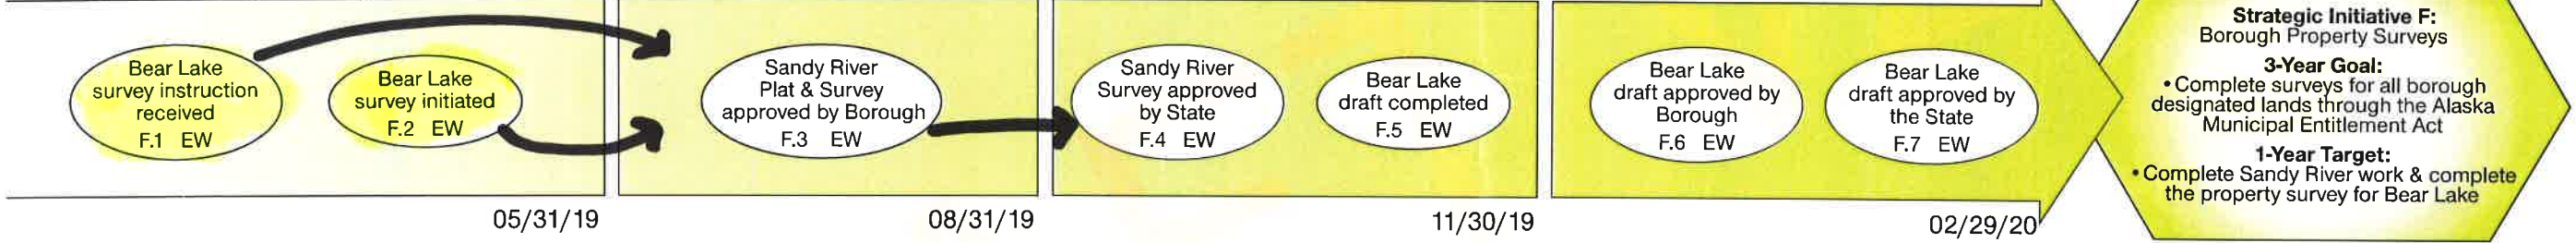 Bear Lake
survey instruction
received
F.1 EW
Bear Lake
survey initiated
F.2 EW
05/31/19
Sandy River
Plat & Survey
approved by Borough
F.3 EW
08/31/19
Sandy River
Survey approved
by State
F.4 EW
Bear Lake
draft completed
F.5 EW
11/30/19
Bear Lake
draft approved by
Borough
F.6 EW
Bear Lake
draft approved by
the State
F.7 EW
02/29/20
Strategic Initiative F:
Borough Property Surveys
3-Year Goal:
• Complete surveys for all borough
designated lands through the Alaska
Municipal Entitlement Act
1-Year Target:
• Complete Sandy River work & complete
the property survey for Bear Lake